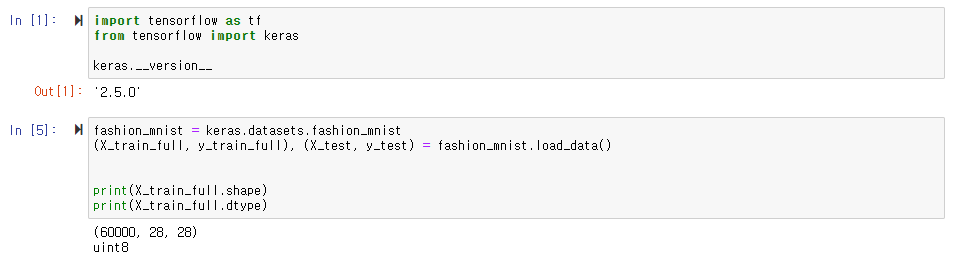 In [1]:
import tensorflow as tf
from tensorflow import keras
keras.__version__
Out[1]: '2.5.0'
In [5]:
fashion_mnist = keras.datasets.fashion_mnist
(X_train_full, y_train_full), (X_test, y_test) = fashion_mnist.load_data()
print(X_train_full.shape)
print(X_train_full.dtype)
(60000, 28, 28)
uint8